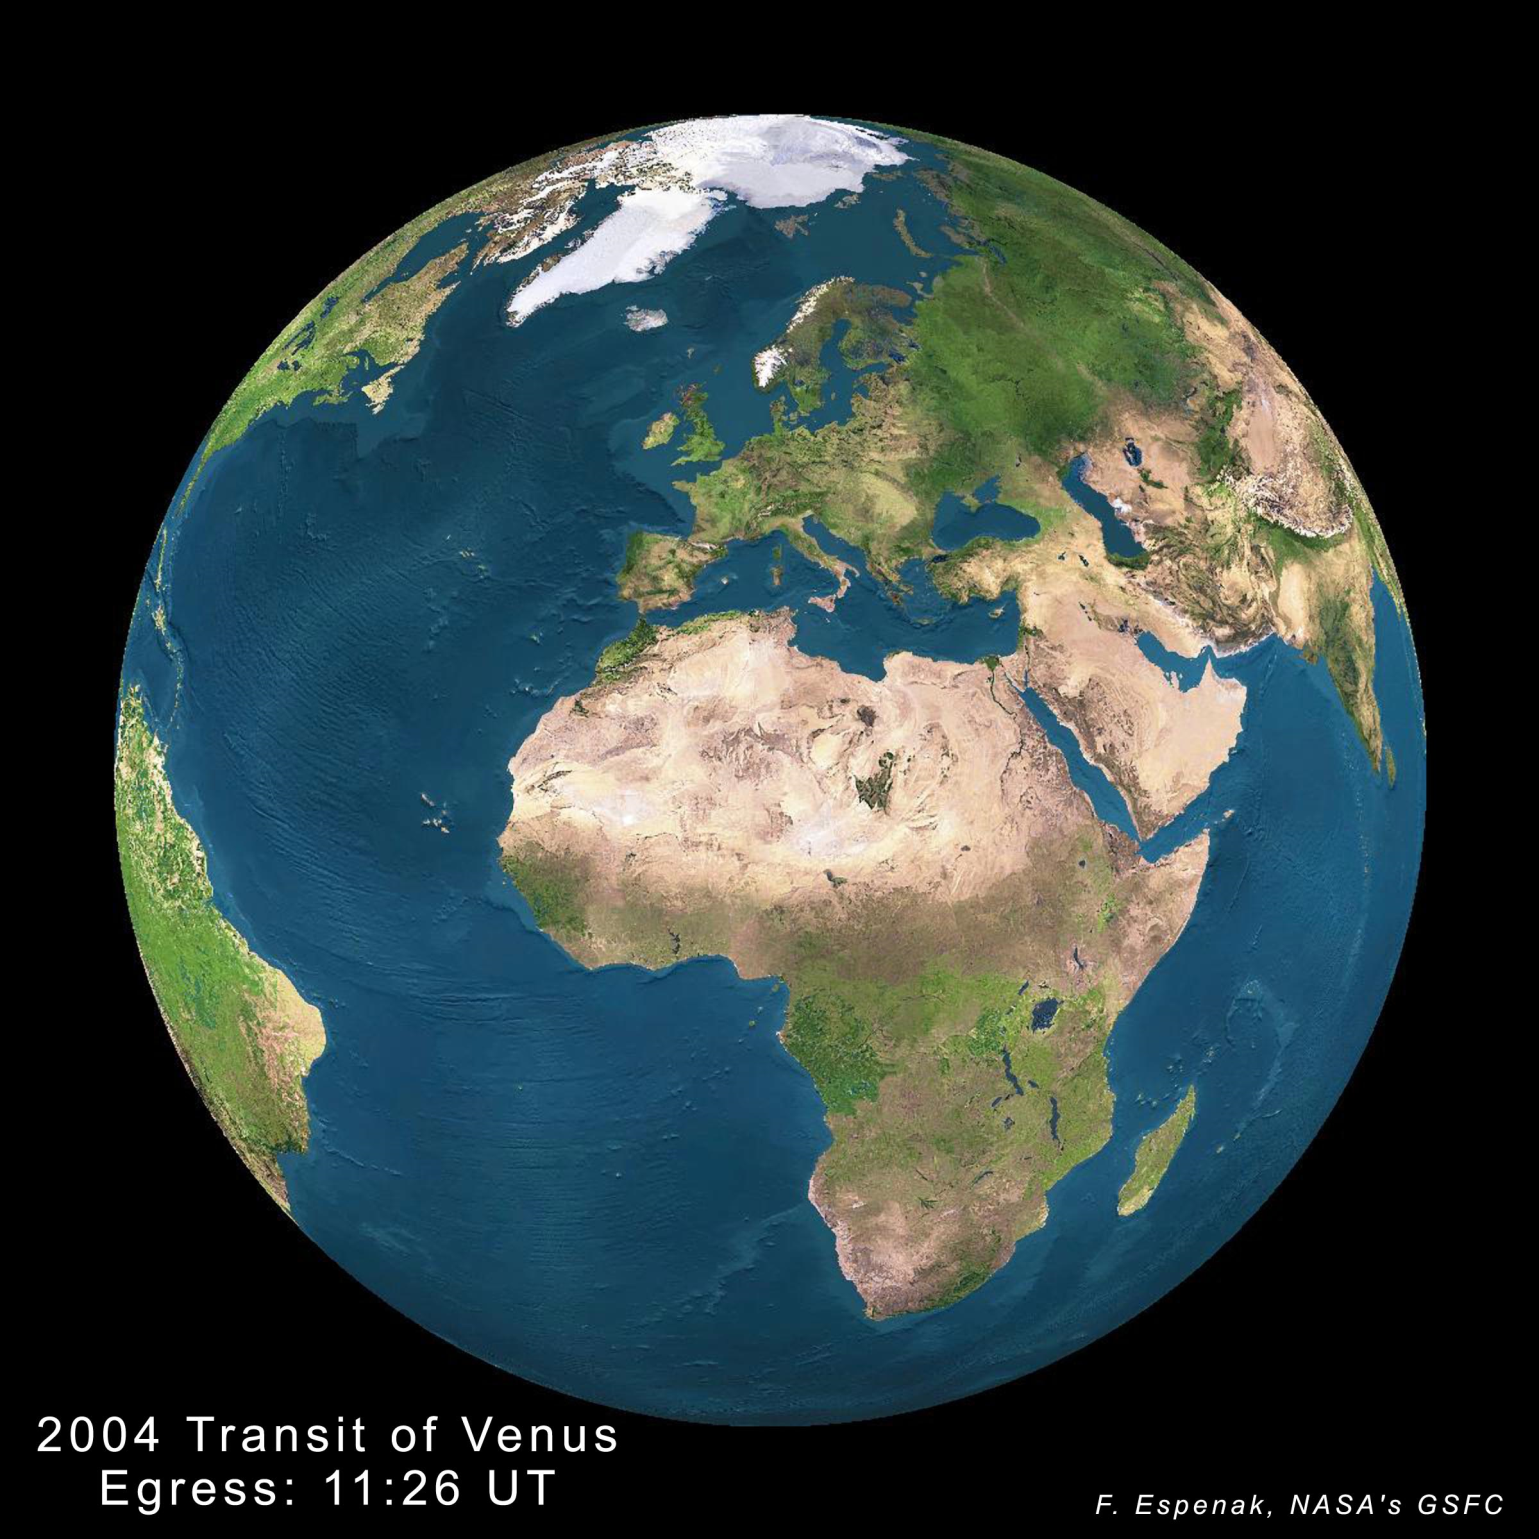 2004 Transit of Venus
Egress: 11:26 UT
F. Espenak, NASA's GSFC